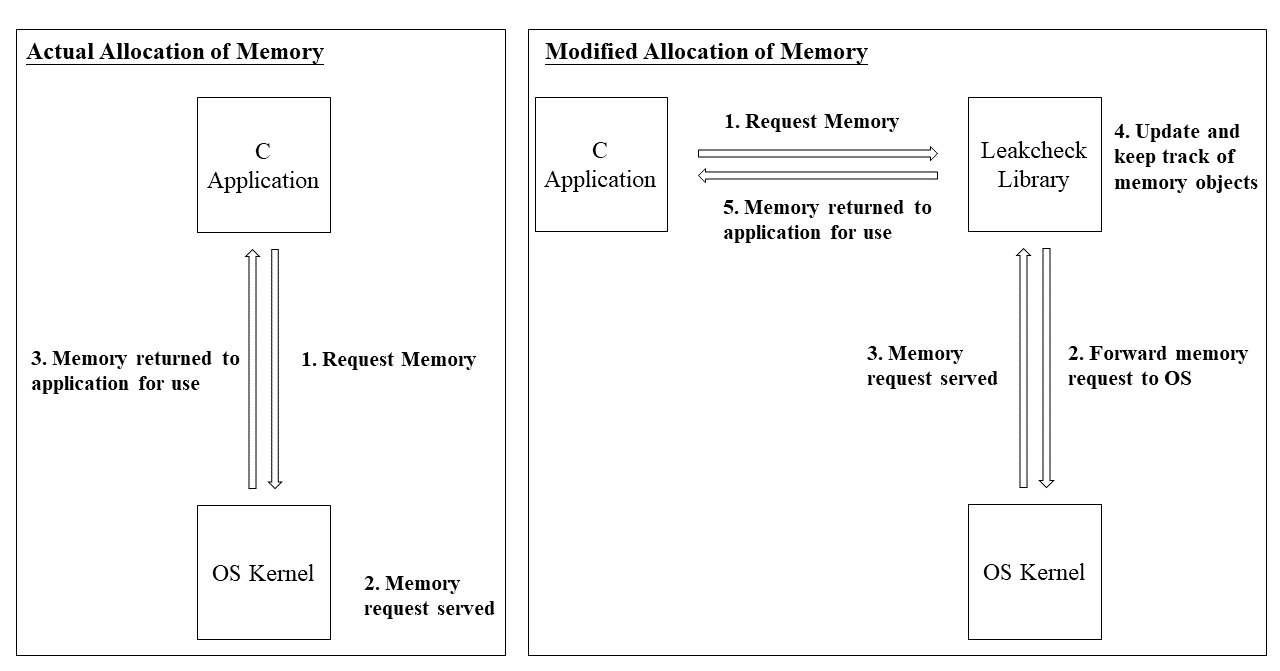 Actual Allocation of Memory
C
Application
3. Memory returned to
application for use
1. Request Memory
OS Kernel
2. Memory
request served
Modified Allocation of Memory
C
Application
1. Request Memory
5. Memory returned to
application for use
Leakcheck
Library
4. Update and
keep track of
memory objects
3. Memory
request served
2. Forward memory
request to OS
OS Kernel